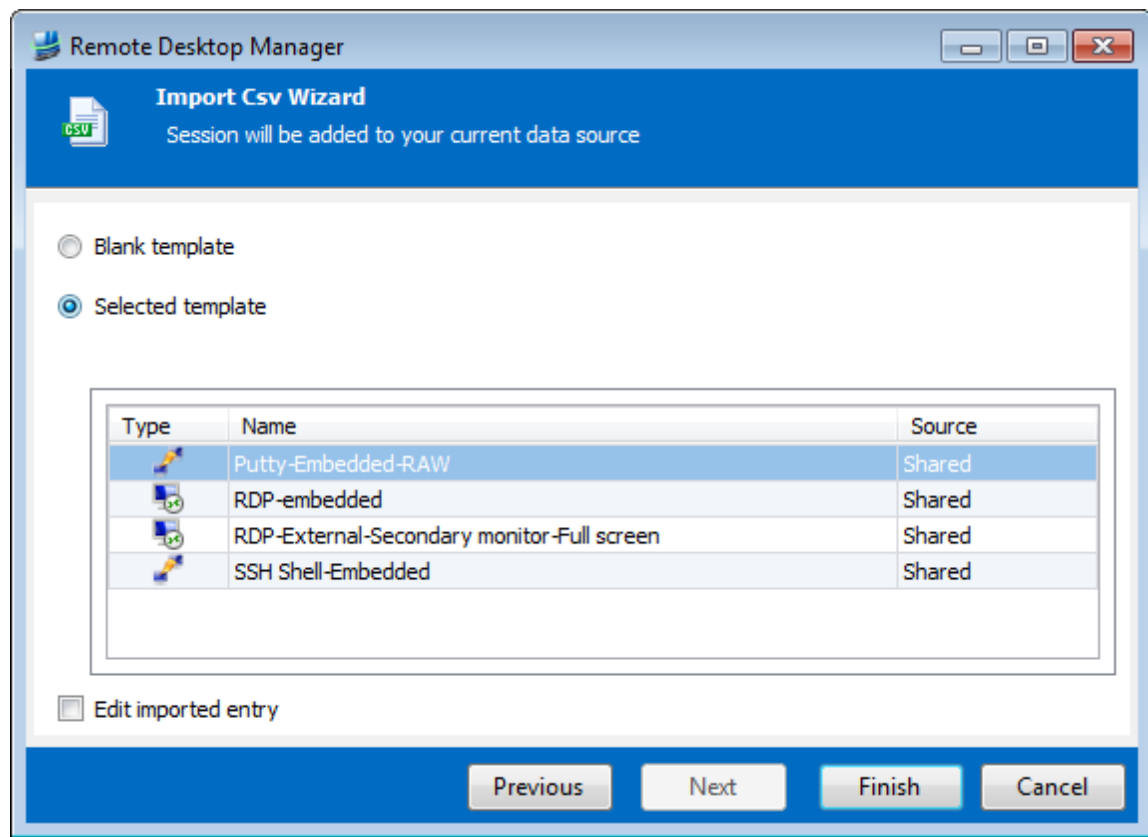 Remote Desktop Manager
Import Csv Wizard
CSV
Session will be added to your current data source
Blank template
Selected template
Type Name Source
Putty-Embedded-RAW Shared
RDP-embedded Shared
RDP-External-Secondary monitor-Full screen Shared
SSH Shell-Embedded Shared
Edit imported entry
Previous Next Finish Cancel